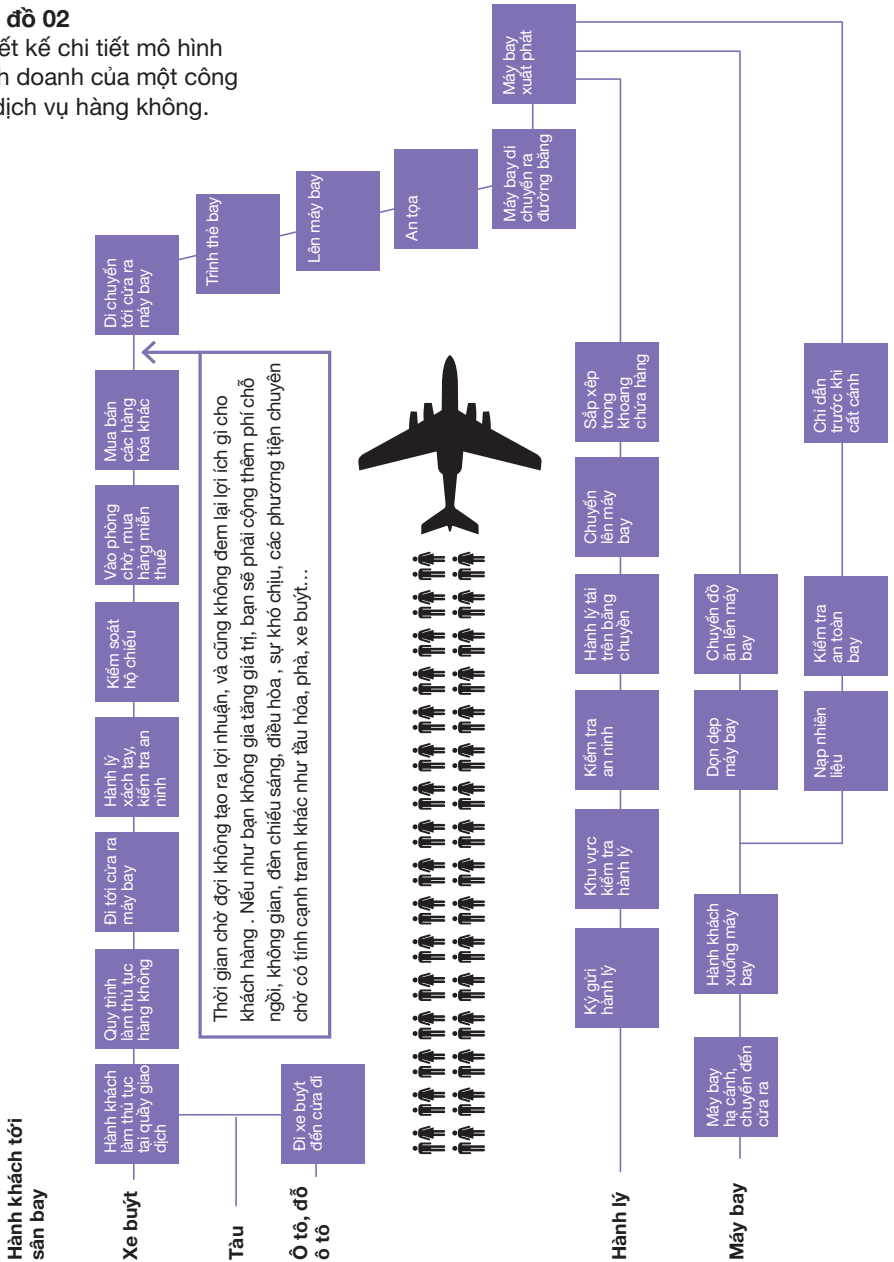 đồ 02
ết kế chi tiết mô hình
h doanh của một công
dịch vụ hàng không.
Hành khách tới
sân bay
Xe buýt
Hành khách
làm thủ tục
tại quầy giao
dịch
Quy trình
làm thủ tục
hàng không
Đi tới cửa ra
máy bay
Hành lý
xách tay,
kiểm tra an
ninh
Kiểm soát
hộ chiếu
Vào phòng
chờ, mua
hàng miễn
thuế
Mua bán
các hàng
hóa khác
Di chuyển
tới cửa ra
máy bay
Trình thẻ bay
Lên máy bay
An tọa
Máy bay di
chuyển ra
đường băng
Máy bay
xuất phát
Tàu
Ô tô, đỗ
ô tô
Đi xe buýt
đến cửa đi
Thời gian chờ đợi không tạo ra lợi nhuận, và cũng không đem lại lợi ích gì cho
khách hàng . Nếu như bạn không gia tăng giá trị, bạn sẽ phải cộng thêm phí chỗ
ngồi, không gian, đèn chiếu sáng, điều hòa , sự khó chịu, các phương tiện chuyên
chở có tính cạnh tranh khác như tầu hỏa, phà, xe buýt...
Hành lý
Ký gửi
hành lý
Khu vực
kiểm tra
hành lý
Kiểm tra
an ninh
Hành lý tải
trên băng
chuyền
Chuyển
lên máy
bay
Sắp xêp
trong
khoang
chứa hàng
Máy bay
Máy bay
hạ cánh,
chuyển đến
cửa ra
Hành khách
xuống máy
bay
Dọn dẹp
máy bay
Chuyển đồ
ăn lên máy
bay
Nạp nhiên
liệu
Kiểm tra
an toàn
bay
Chỉ dẫn
trước khi
cất cánh